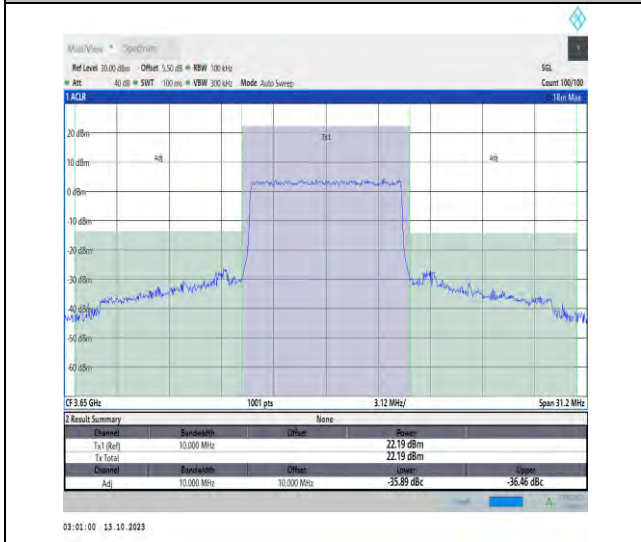 MultiView Spectrum
Ref Level 30.00 dBm Offset 5.50 dB RBW 100 kHz SGL
Att 40 dB SWT 100 ms VBW 300 kHz Mode Auto Sweep Count 100/100
1 ACLR 1Rm Max
20 dBm
Tx1
10 dBm Adj Adj
0 dBm
-10 dBm
-20 dBm
-30 dBm
-40 dBm
-50 dBm
-60 dBm
CF 3.65 GHz 1001 pts 3.12 MHz/ Span 31.2 MHz
2 Result Summary None
Channel Bandwidth Offset Power
Tx1 (Ref) 10.000 MHz 22.19 dBm
Tx Total 22.19 dBm
Channel Bandwidth Offset Lower Upper
Adj 10.000 MHz 10.000 MHz -35.89 dBc -36.46 dBc
03:01:00 13.10.2023